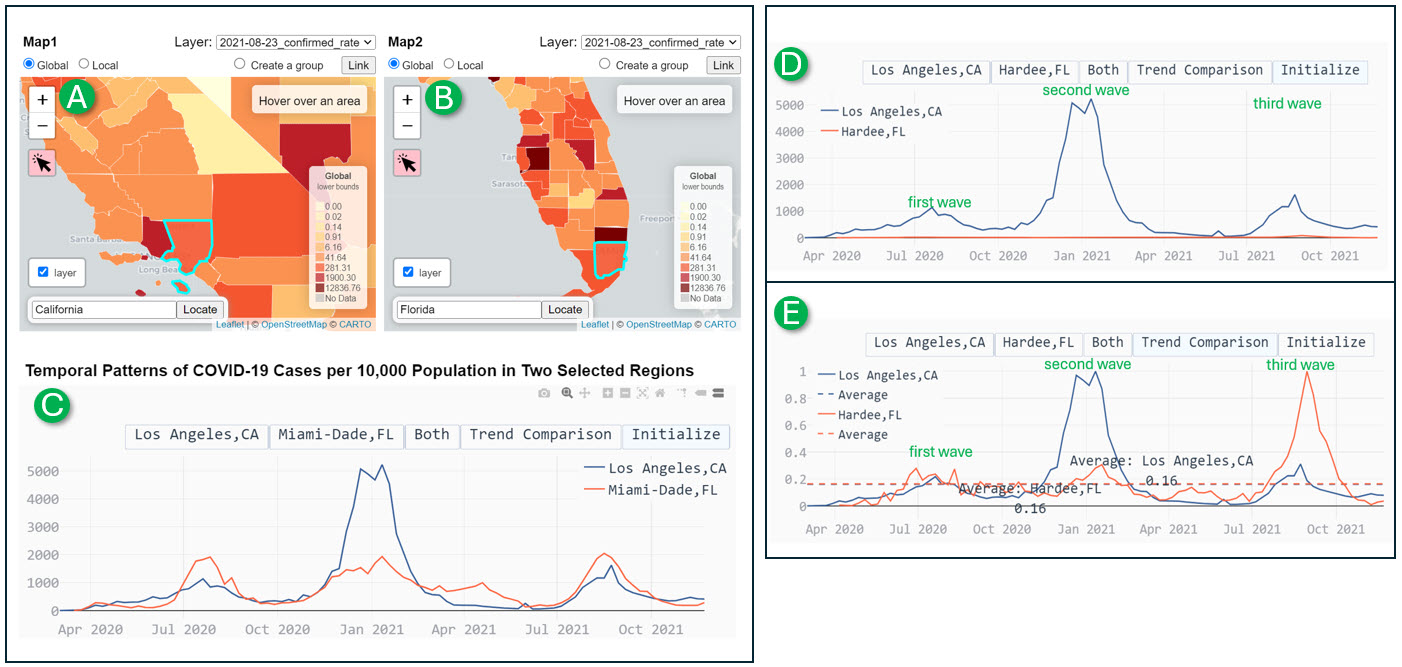 Map1
Layer: 2021-08-23_confirmed_rate
Global Local
Create a group
Link
A
+
−
Hover over an area
Global
lower bounds
0.00
0.02
0.14
0.91
6.16
41.64
281.31
1900.30
12836.76
No Data
Santa Bar
Long Bea
layer
California
Locate
Leaflet | © OpenStreetMap © CARTO
Map2
Layer: 2021-08-23_confirmed_rate
Global Local
Create a group
Link
B
+
−
Hover over an area
Tam
Sarasota
Freeport
Global
lower bounds
0.00
0.02
0.14
0.91
6.16
41.64
281.31
1900.30
12836.76
No Data
layer
Florida
Locate
Leaflet | © OpenStreetMap © CARTO
Temporal Patterns of COVID-19 Cases per 10,000 Population in Two Selected Regions
C
Los Angeles,CA Miami-Dade,FL Both Trend Comparison Initialize
Los Angeles,CA
Miami-Dade,FL
5000
4000
3000
2000
1000
0
Apr 2020 Jul 2020 Oct 2020 Jan 2021 Apr 2021 Jul 2021 Oct 2021
D
Los Angeles,CA Hardee,FL Both Trend Comparison Initialize
second wave
third wave
Los Angeles,CA
Hardee,FL
first wave
5000
4000
3000
2000
1000
0
Apr 2020 Jul 2020 Oct 2020 Jan 2021 Apr 2021 Jul 2021 Oct 2021
E
Los Angeles,CA Hardee,FL Both Trend Comparison Initialize
second wave
third wave
Los Angeles,CA
Average
Hardee,FL
Average
first wave
Average: Los Angeles,CA
0.16
Average: Hardee,FL
0.16
1
0.8
0.6
0.4
0.2
0
Apr 2020 Jul 2020 Oct 2020 Jan 2021 Apr 2021 Jul 2021 Oct 2021